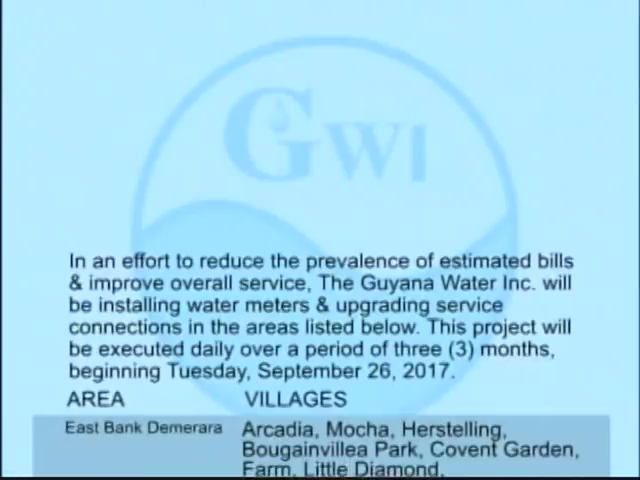 GWI
In an effort to reduce the prevalence of estimated bills
& improve overall service, The Guyana Water Inc. will
be installing water meters & upgrading service
connections in the areas listed below. This project will
be executed daily over a period of three (3) months,
beginning Tuesday, September 26, 2017.
AREA VILLAGES
East Bank Demerara Arcadia, Mocha, Herstelling,
Bougainvillea Park, Covent Garden,
Farm, Little Diamond,